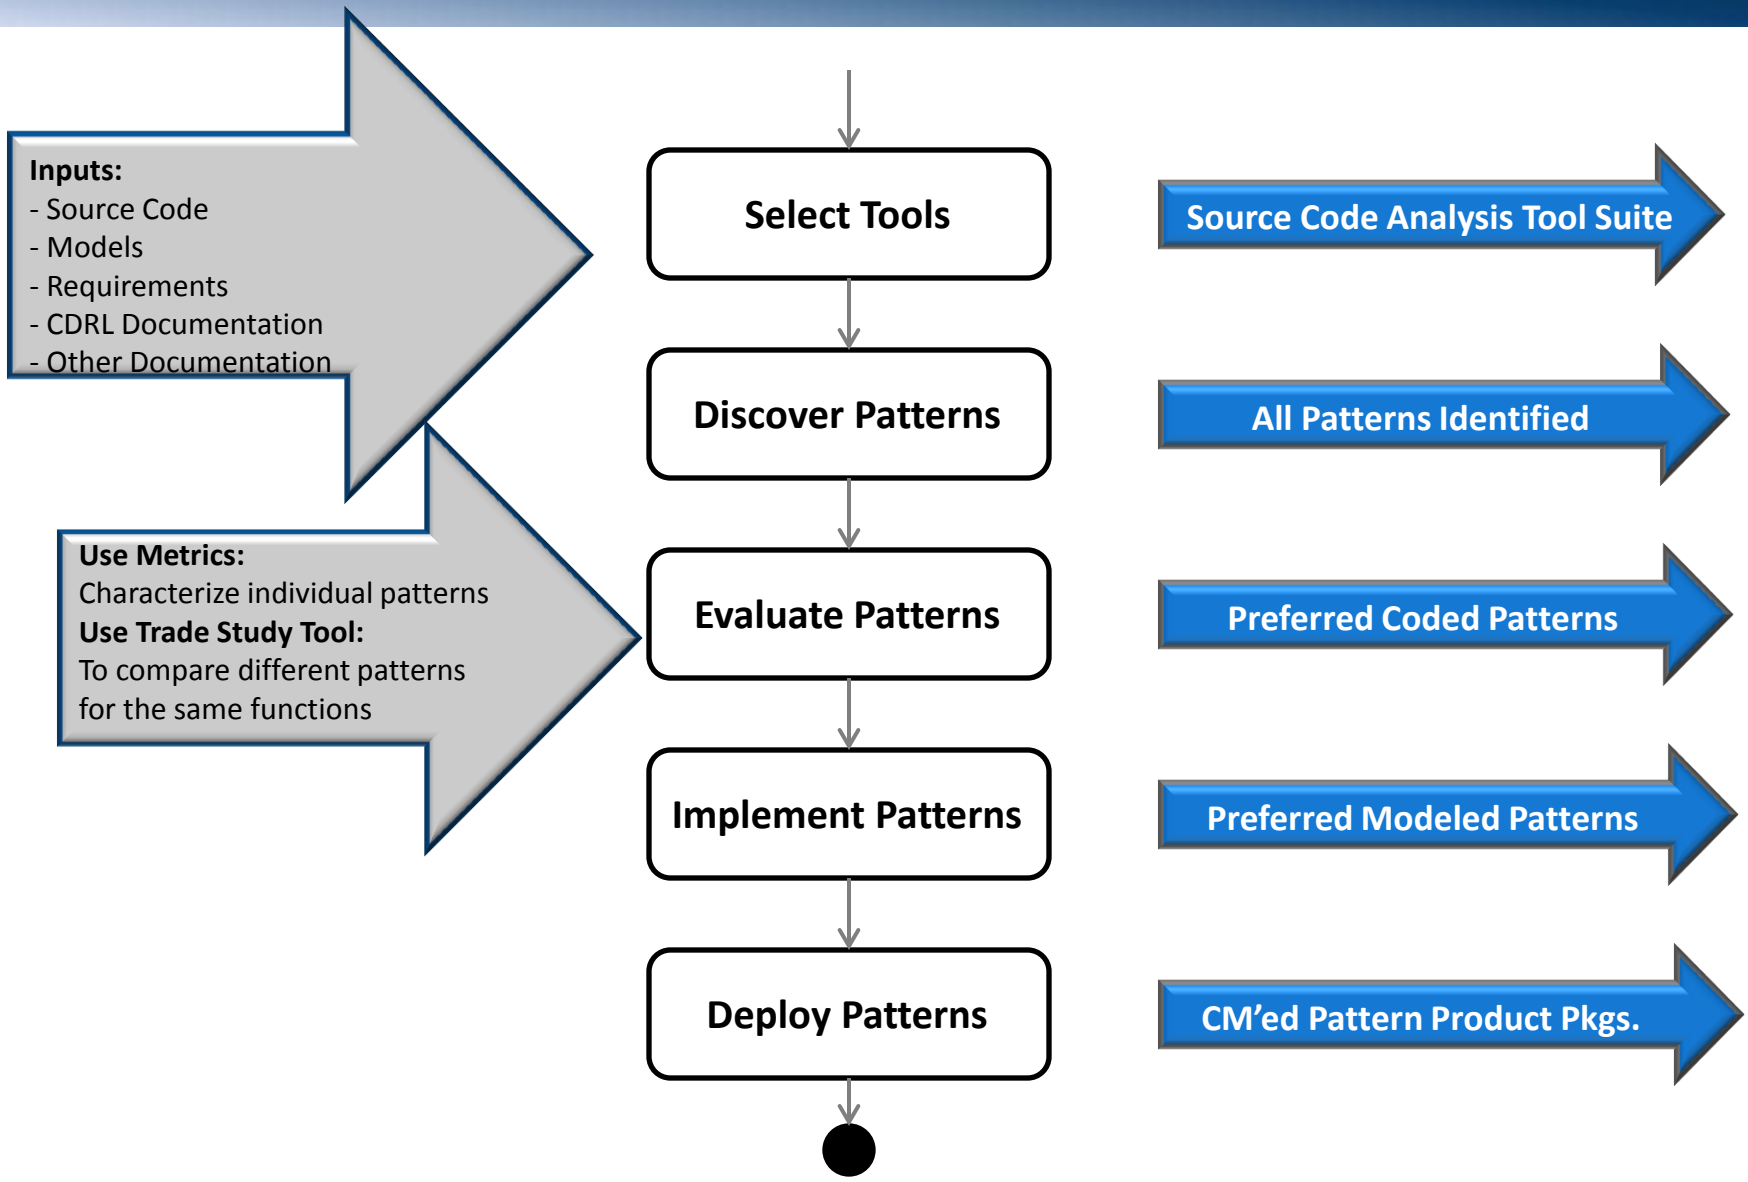 Inputs:
- Source Code
- Models
- Requirements
- CDRL Documentation
- Other Documentation
Use Metrics:
Characterize individual patterns
Use Trade Study Tool:
To compare different patterns
for the same functions
Select Tools
Discover Patterns
Evaluate Patterns
Implement Patterns
Deploy Patterns
Source Code Analysis Tool Suite
All Patterns Identified
Preferred Coded Patterns
Preferred Modeled Patterns
CM’ed Pattern Product Pkgs.